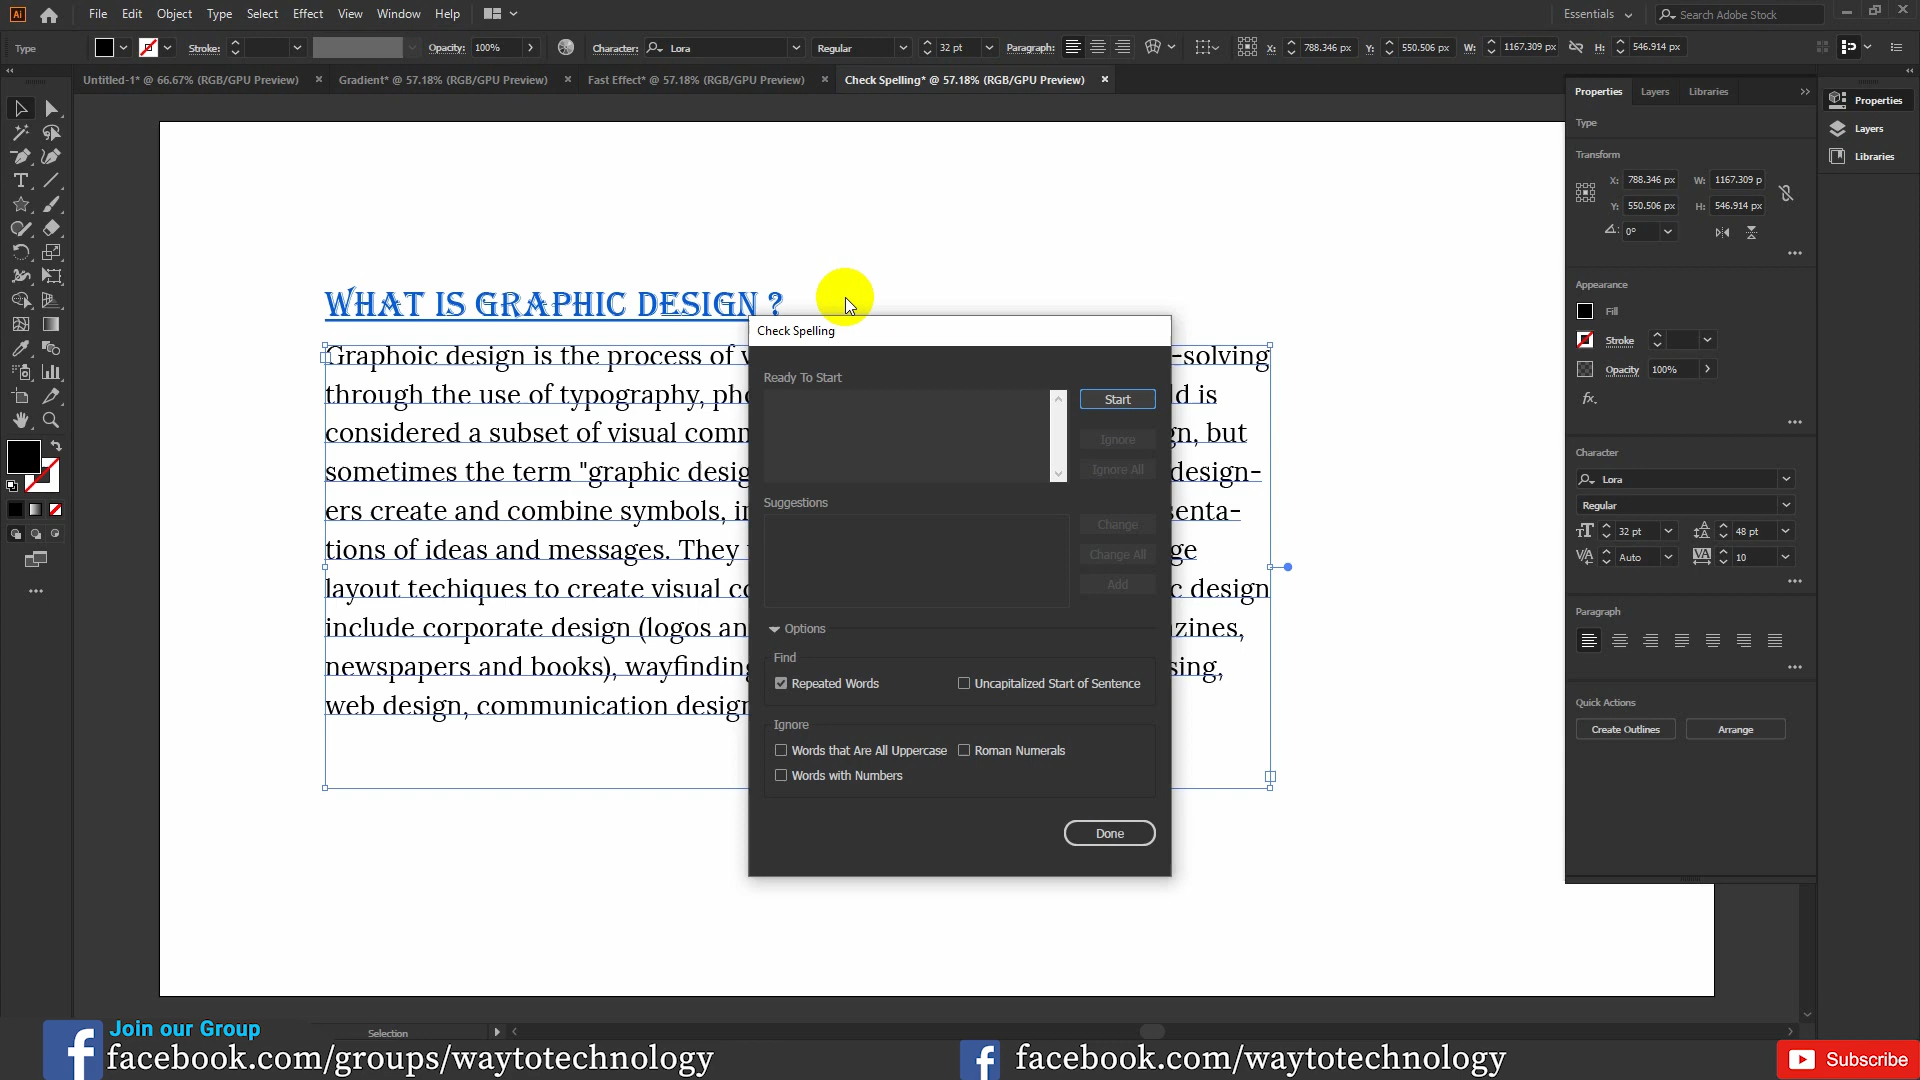 File Edit Object Type Select Effect View Window Help
Essentials
Search Adobe Stock
Type Stroke: Opacity: 100% Character: Lora Regular 32 pt Paragraph: X: 788.346 px Y: 550.506 px W: 1167.309 px H: 546.914 px
Untitled-1* @ 66.67% (RGB/GPU Preview) × Gradient* @ 57.18% (RGB/GPU Preview) × Fast Effect* @ 57.18% (RGB/GPU Preview) × Check Spelling* @ 57.18% (RGB/GPU Preview) ×
WHAT IS GRAPHIC DESIGN ?
Graphoic design is the process of v -solving
through the use of typography, pho d is
considered a subset of visual comm n, but
sometimes the term "graphic desig design-
ers create and combine symbols, i senta-
tions of ideas and messages. They ge
layout techiques to create visual co c design
include corporate design (logos an zines,
newspapers and books), wayfinding sing,
web design, communication design
Check Spelling
Ready To Start
Start
Ignore
Ignore All
Suggestions
Change
Change All
Add
Options
Find
Repeated Words
Uncapitalized Start of Sentence
Ignore
Words that Are All Uppercase
Roman Numerals
Words with Numbers
Done
Properties Layers Libraries
Type
Transform
X: 788.346 px W: 1167.309 p
Y: 550.506 px H: 546.914 px
0°
Appearance
Fill
Stroke
Opacity 100%
fx.
Character
Lora
Regular
32 pt 48 pt
Auto 10
Paragraph
Quick Actions
Create Outlines Arrange
Properties
Layers
Libraries
Selection
Join our Group
facebook.com/groups/waytotechnology
facebook.com/waytotechnology
Subscribe